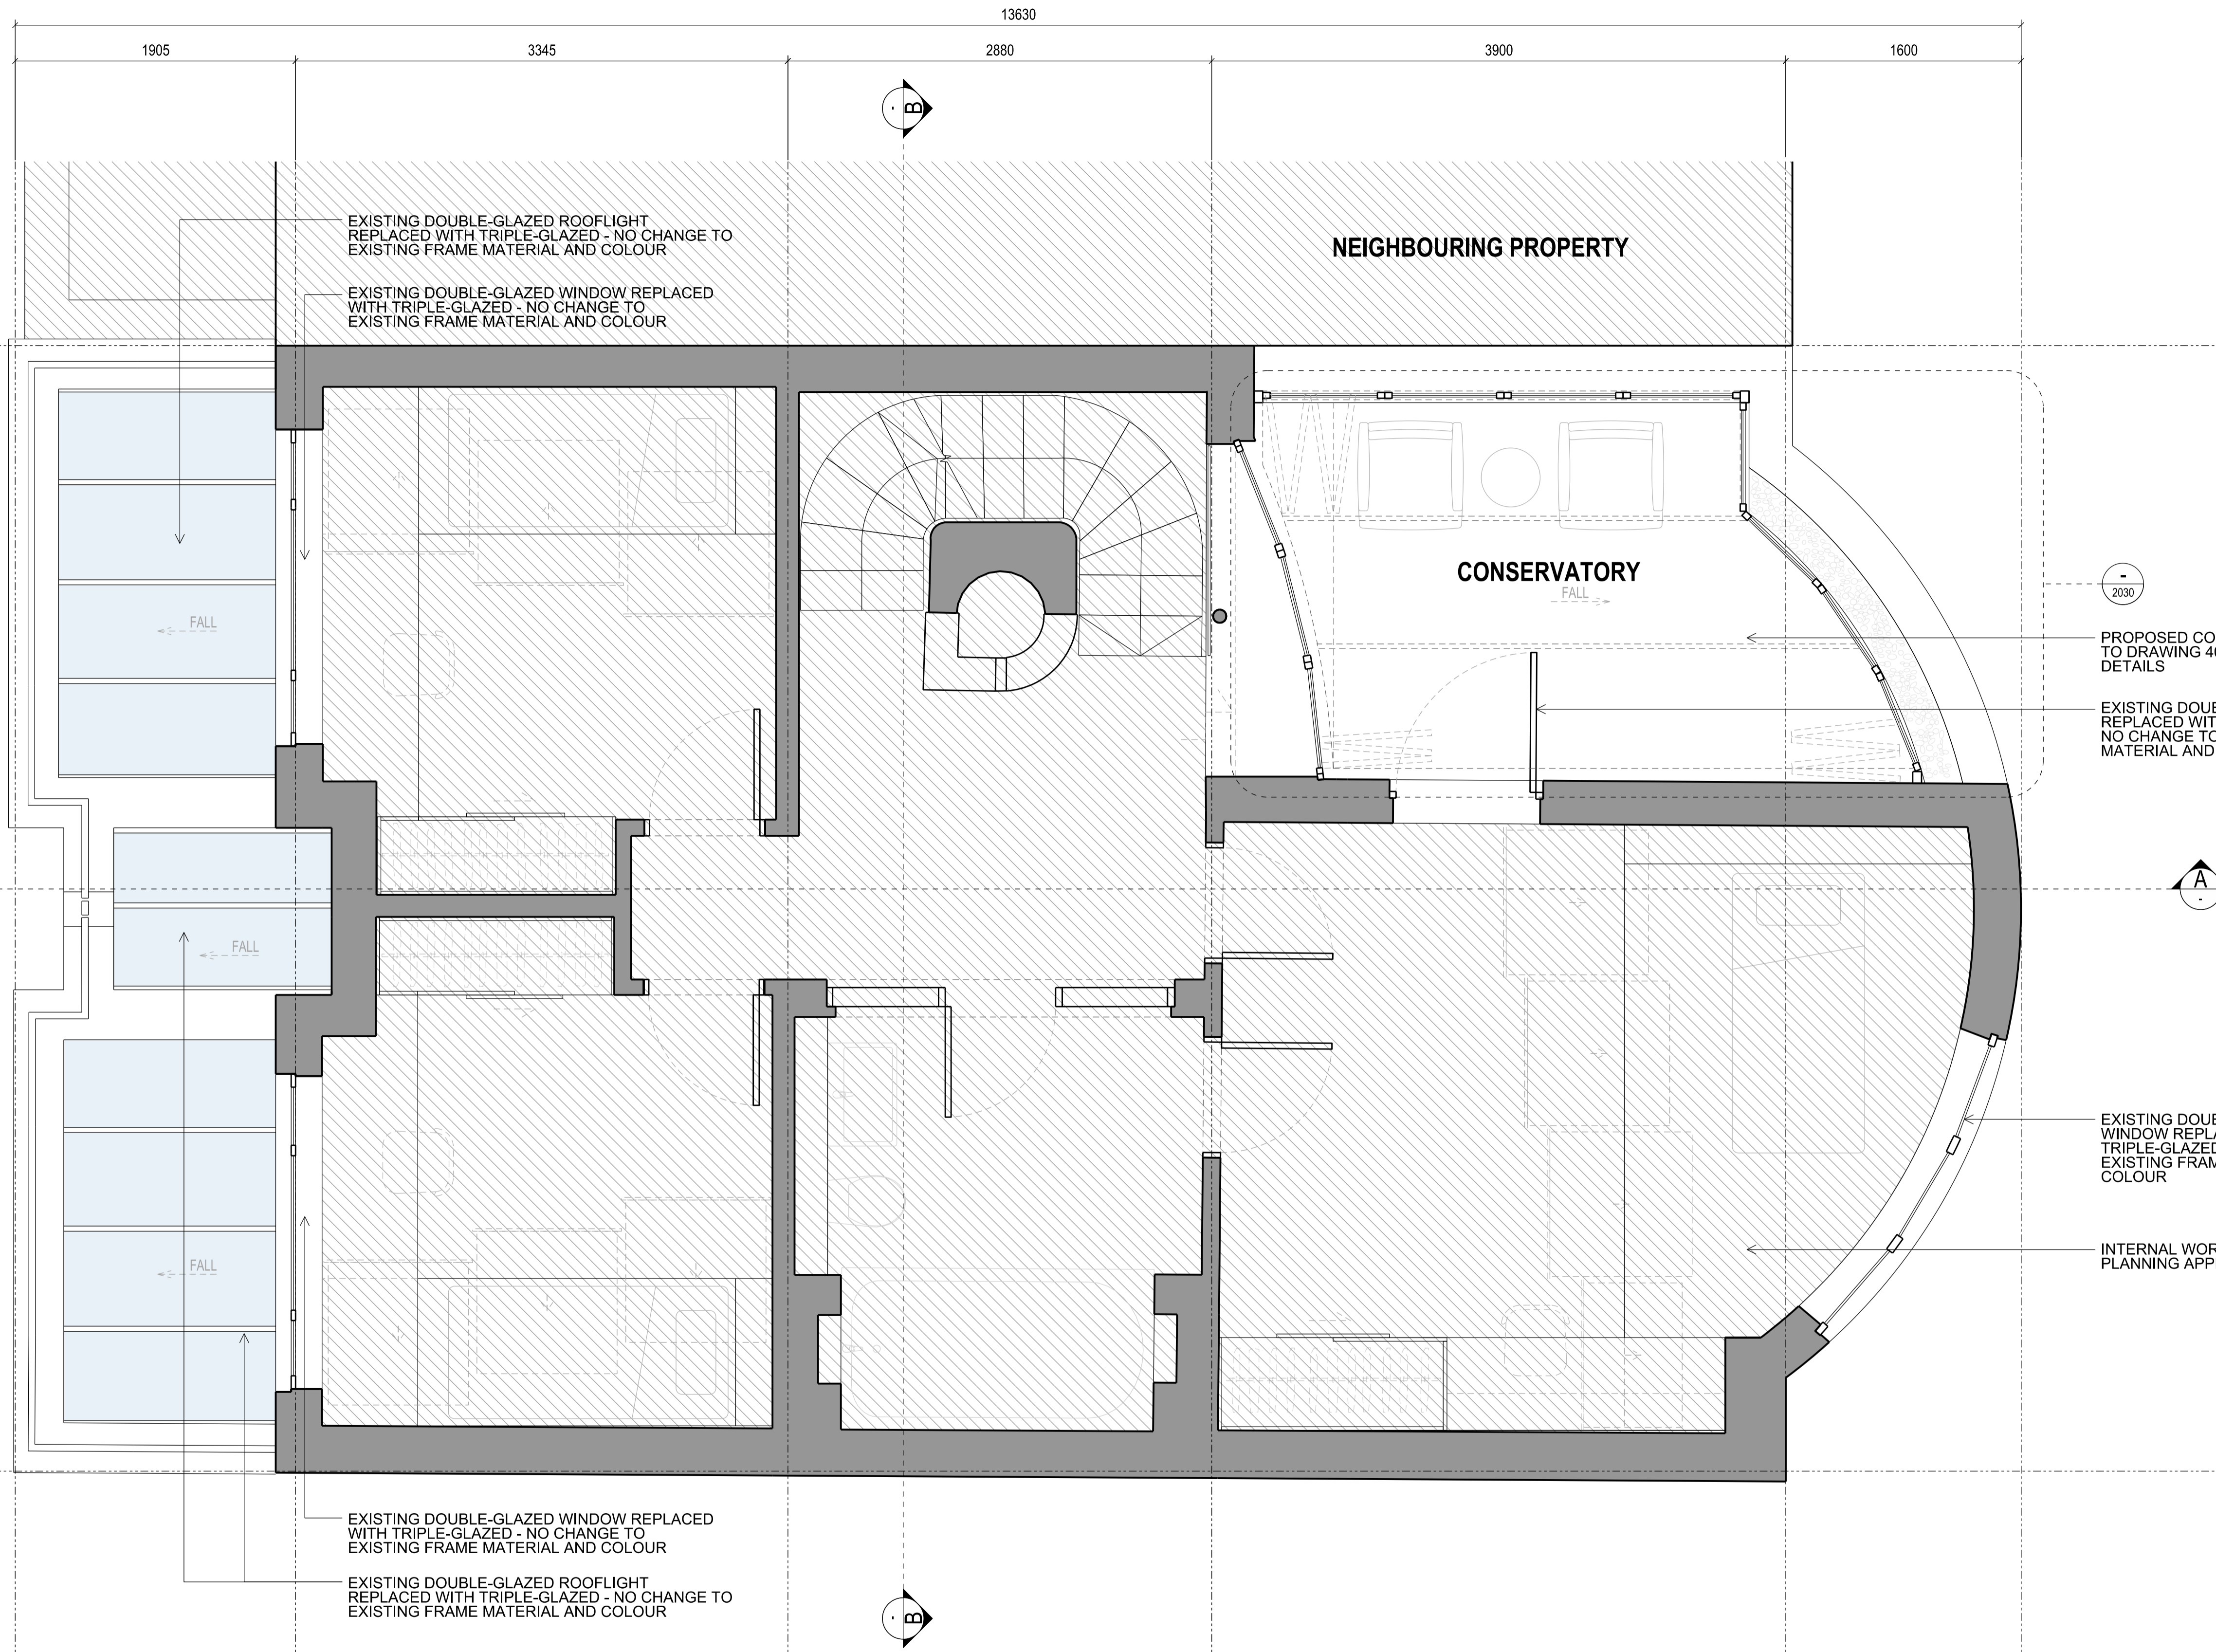 13630
1905
3345
2880
3900
1600
B
EXISTING DOUBLE-GLAZED ROOFLIGHT
REPLACED WITH TRIPLE-GLAZED - NO CHANGE TO
EXISTING FRAME MATERIAL AND COLOUR
NEIGHBOURING PROPERTY
EXISTING DOUBLE-GLAZED WINDOW REPLACED
WITH TRIPLE-GLAZED - NO CHANGE TO
EXISTING FRAME MATERIAL AND COLOUR
CONSERVATORY
FALL
-
2030
FALL
PROPOSED CO
TO DRAWING
DETAILS
EXISTING DOUB
REPLACED WIT
NO CHANGE TO
MATERIAL AND
A
-
FALL
EXISTING DOUB
WINDOW REPLA
TRIPLE-GLAZED
EXISTING FRAM
COLOUR
INTERNAL WOR
PLANNING APP
FALL
EXISTING DOUBLE-GLAZED WINDOW REPLACED
WITH TRIPLE-GLAZED - NO CHANGE TO
EXISTING FRAME MATERIAL AND COLOUR
EXISTING DOUBLE-GLAZED ROOFLIGHT
REPLACED WITH TRIPLE-GLAZED - NO CHANGE TO
EXISTING FRAME MATERIAL AND COLOUR
B